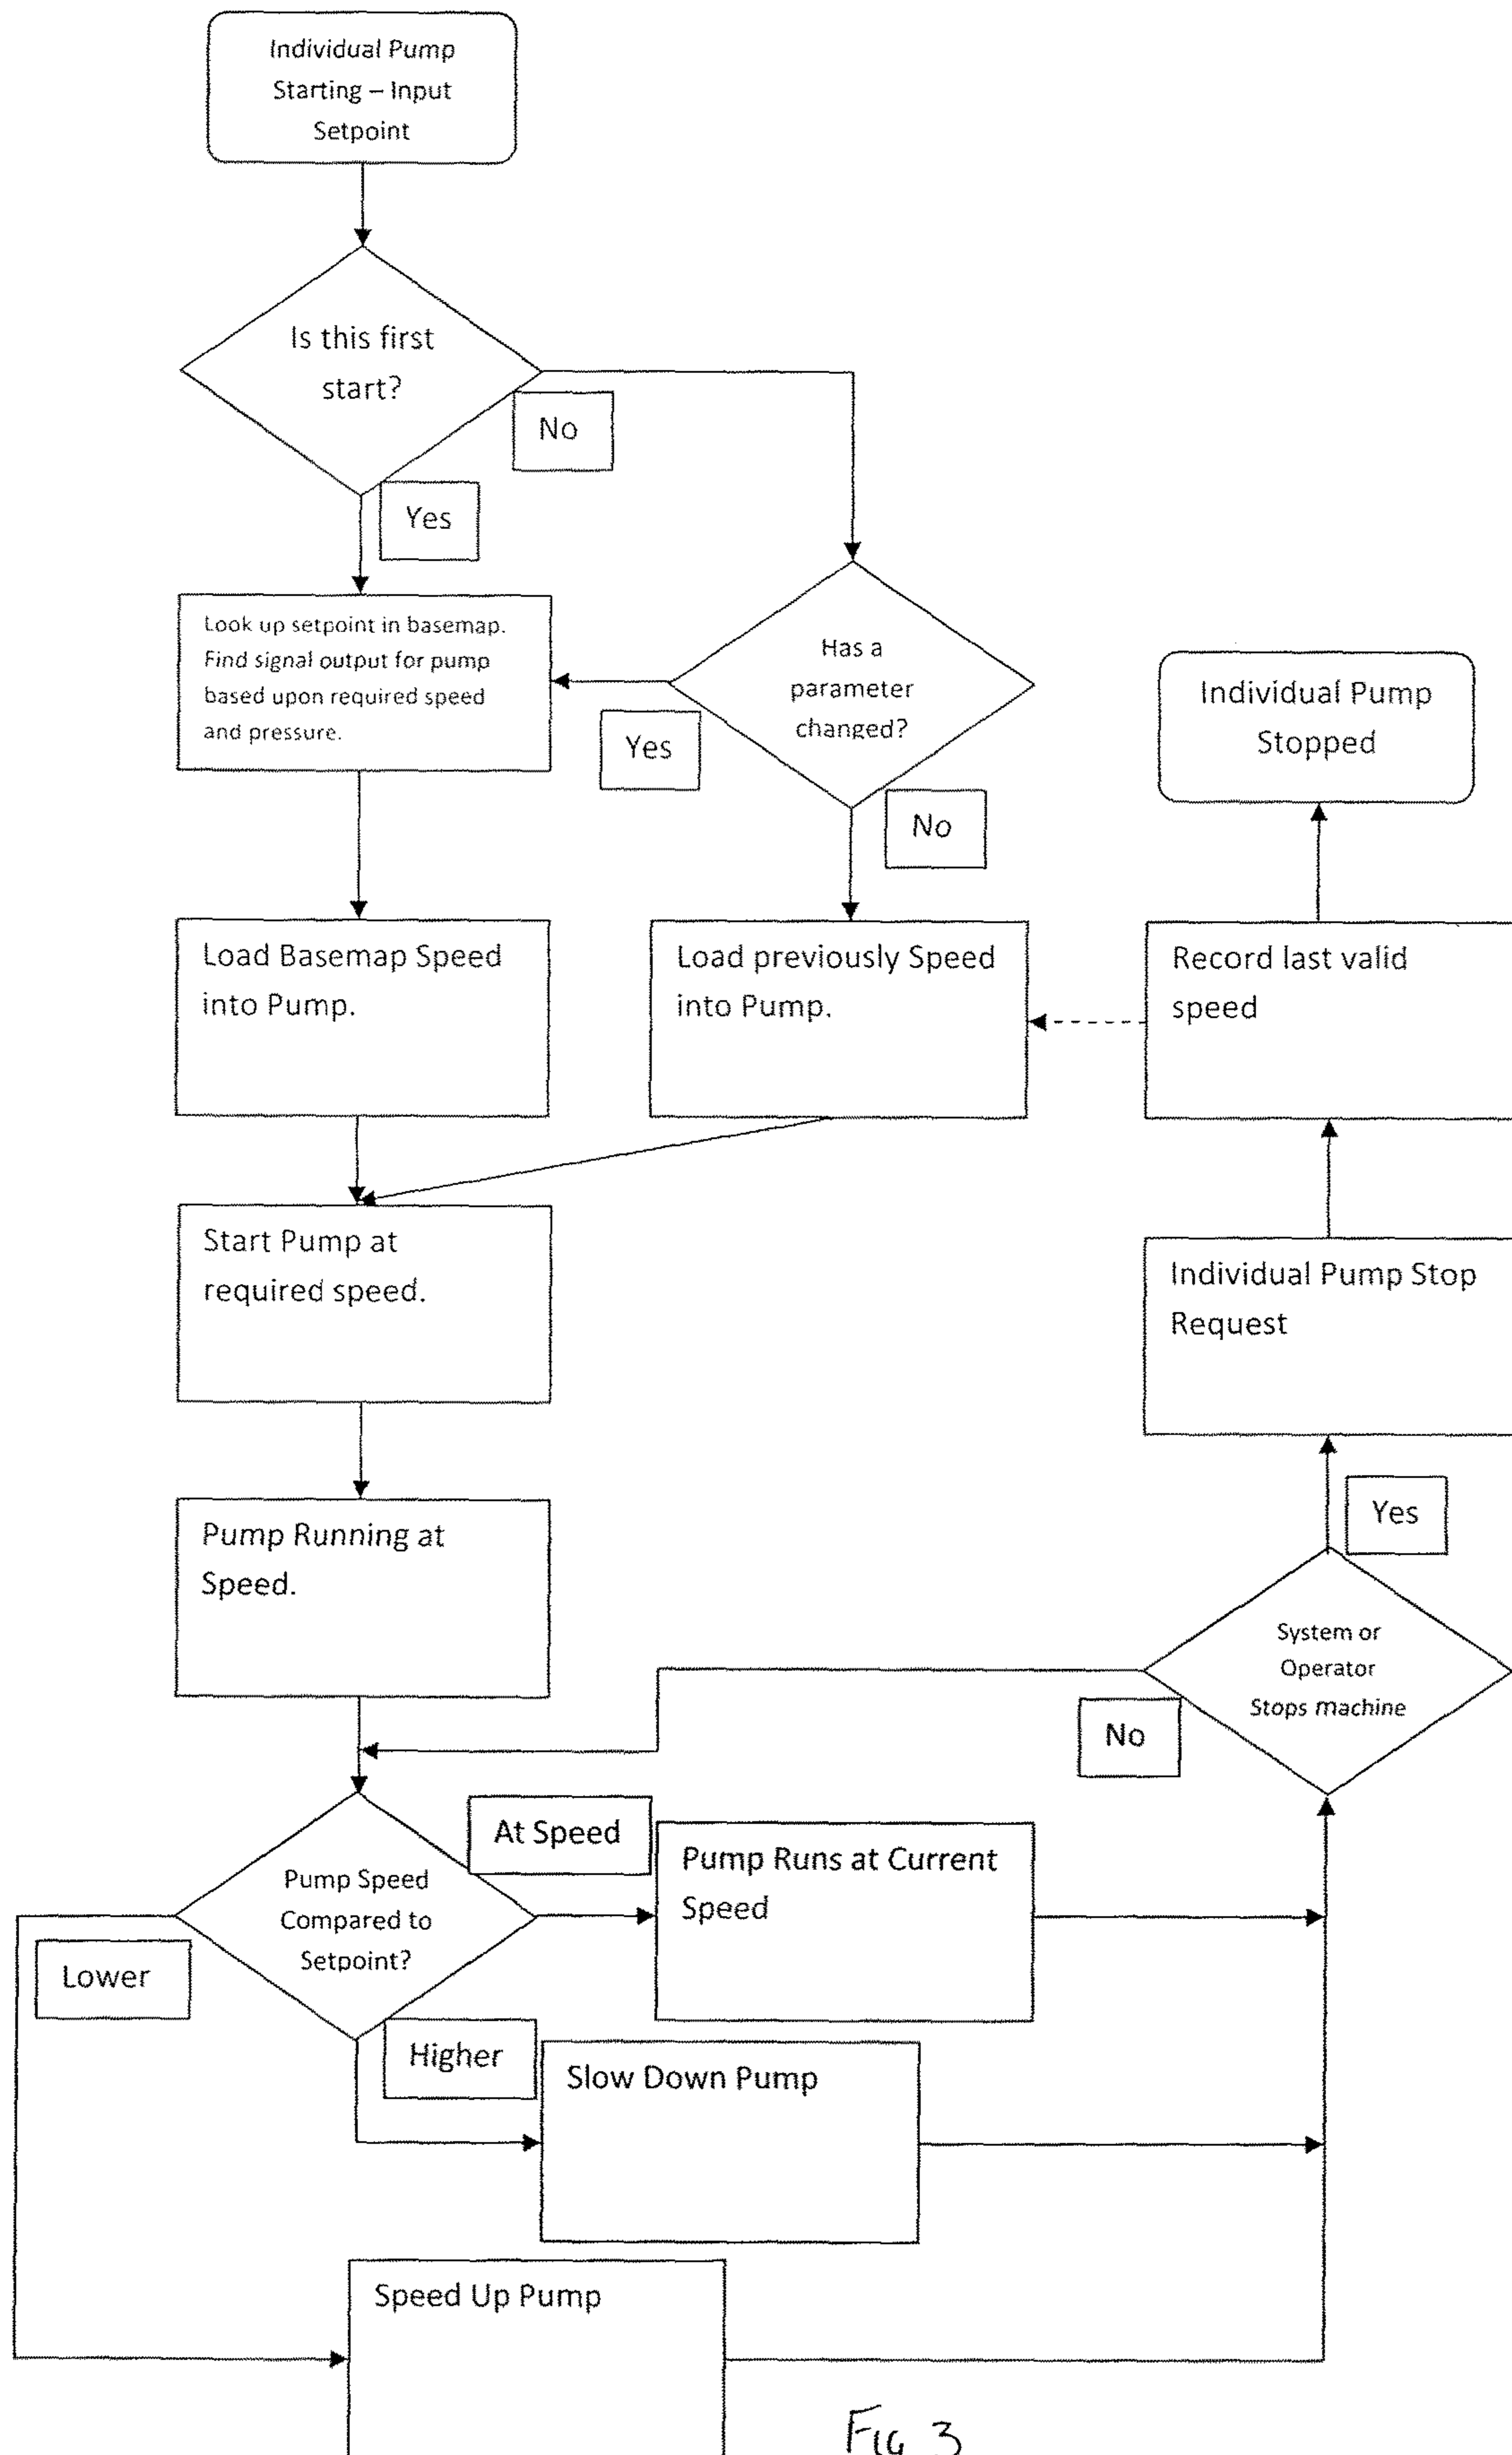 Individual Pump
Starting – Input
Setpoint
Is this first
start?
No
Yes
Look up setpoint in basemap.
Find signal output for pump
based upon required speed
and pressure.
Has a
parameter
changed?
Yes
No
Individual Pump
Stopped
Load Basemap Speed
into Pump.
Load previously Speed
into Pump.
Record last valid
speed
Start Pump at
required speed.
Individual Pump Stop
Request
Pump Running at
Speed.
Yes
System or
Operator
Stops machine
No
At Speed
Pump Speed
Compared to
Setpoint?
Pump Runs at Current
Speed
Lower
Higher
Slow Down Pump
Speed Up Pump
Fig 3